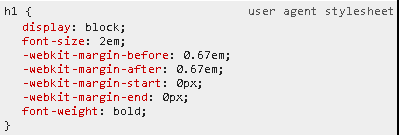 h1 { user agent stylesheet
display: block;
font-size: 2em;
-webkit-margin-before: 0.67em;
-webkit-margin-after: 0.67em;
-webkit-margin-start: 0px;
-webkit-margin-end: 0px;
font-weight: bold;
}